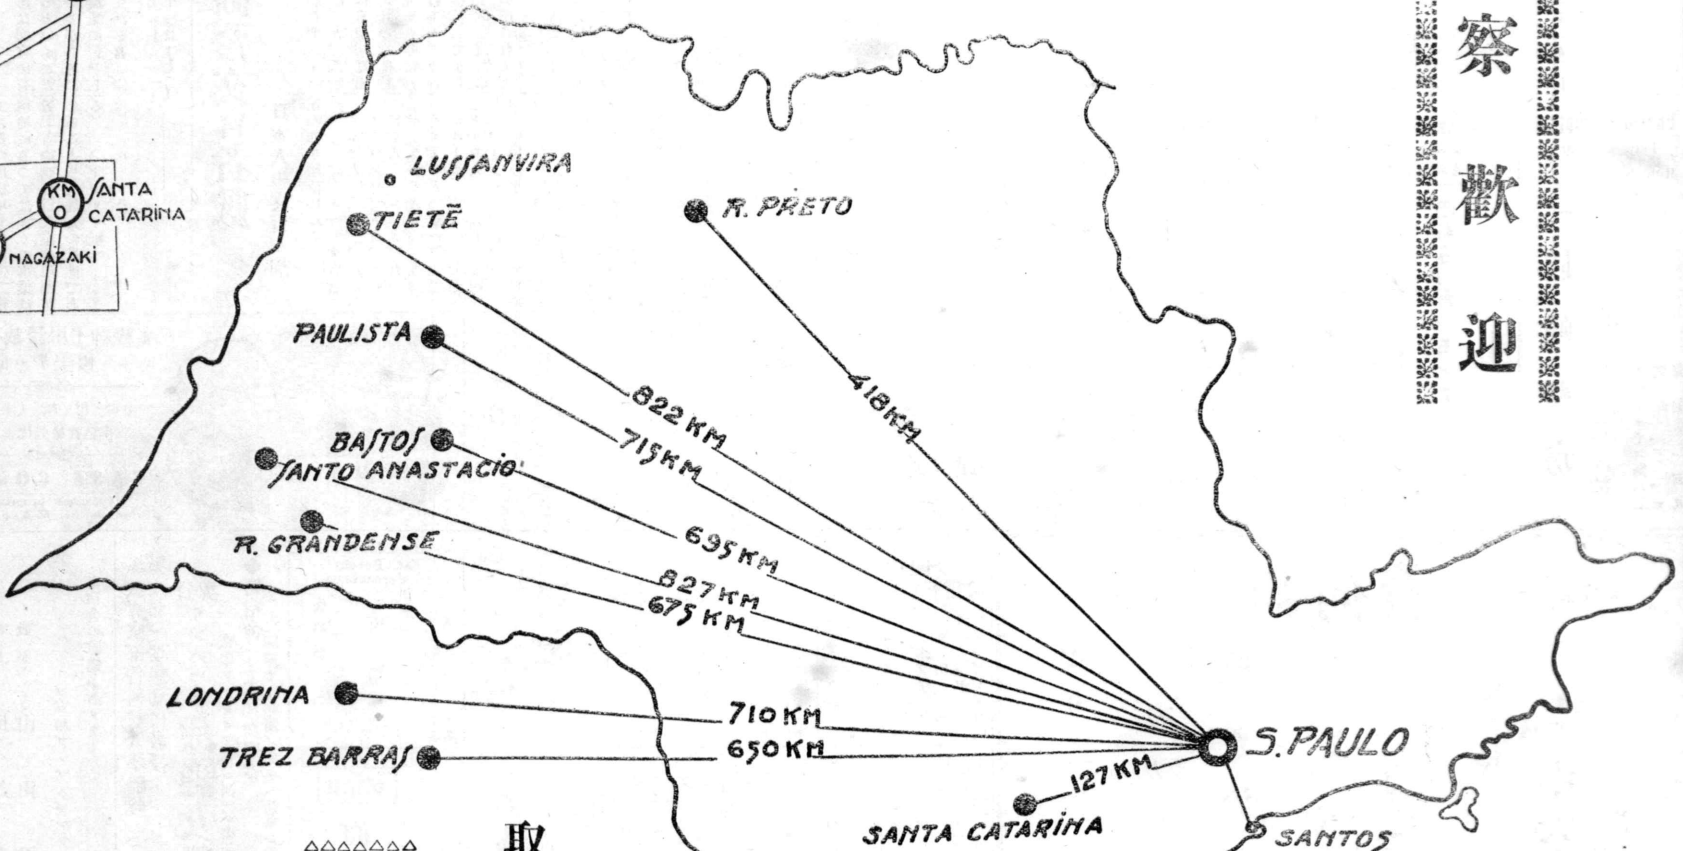 察歡迎
KM
0
SANTA
CATARINA
NAGAZAKI
LUSSANVIRA
TIETÊ
R. PRETO
PAULISTA
822 KM
418 KM
715 KM
BASTOS
SANTO ANASTACIO
R. GRANDENSE
695 KM
827 KM
675 KM
LONDRINA
710 KM
TREZ BARRAS
650 KM
S. PAULO
127 KM
SANTA CATARINA
SANTOS
取